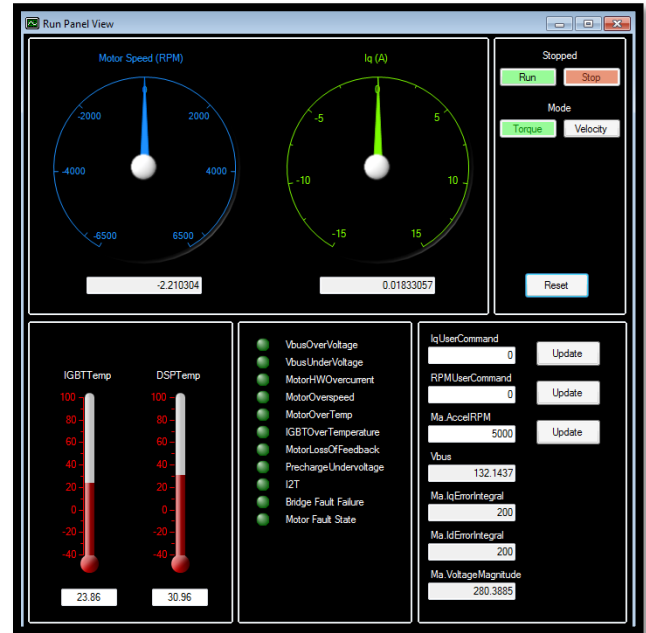 Run Panel View
Motor Speed (RPM)
0
-2000
2000
-4000
4000
-6500
6500
-2.210304
Iq (A)
0
-5
5
-10
10
-15
15
0.01833057
Stopped
Run
Stop
Mode
Torque
Velocity
Reset
IGBTTemp
100
80
60
40
20
0
-20
-40
23.86
DSPTemp
100
80
60
40
20
0
-20
-40
30.96
VbusOverVoltage
VbusUnderVoltage
MotorHWOvercurrent
MotorOverspeed
MotorOverTemp
IGBTOverTemperature
MotorLossOfFeedback
PrechargeUndervoltage
I2T
Bridge Fault Failure
Motor Fault State
IqUserCommand
0
Update
RPMUserCommand
0
Update
Ma.AccelRPM
5000
Update
Vbus
132.1437
Ma.IqErrorIntegral
200
Ma.IdErrorIntegral
200
Ma.VoltageMagnitude
280.3885